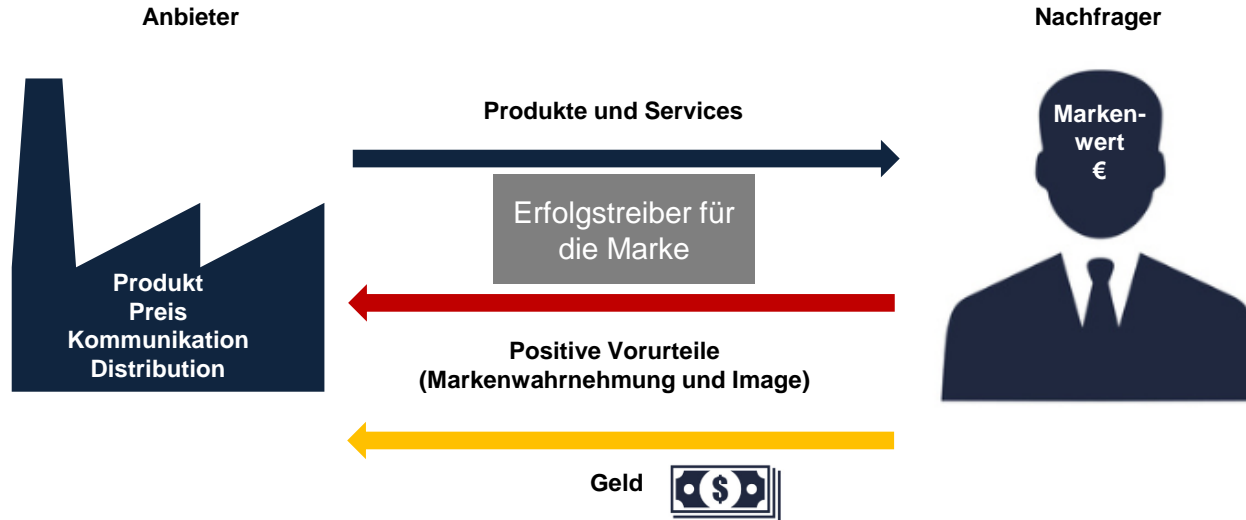 Anbieter
Nachfrager
Produkte und Services
Marken-
wert
€
Erfolgstreiber für
die Marke
Produkt
Preis
Kommunikation
Distribution
Positive Vorurteile
(Markenwahrnehmung und Image)
Geld
$